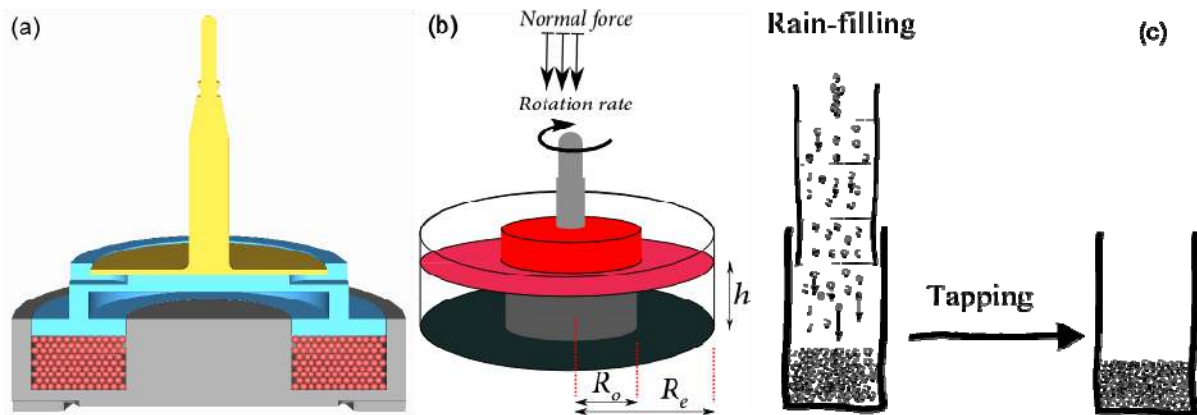 (a)
(b)
Normal force
Rotation rate
h
R_o
R_e
Rain-filling
(c)
Tapping